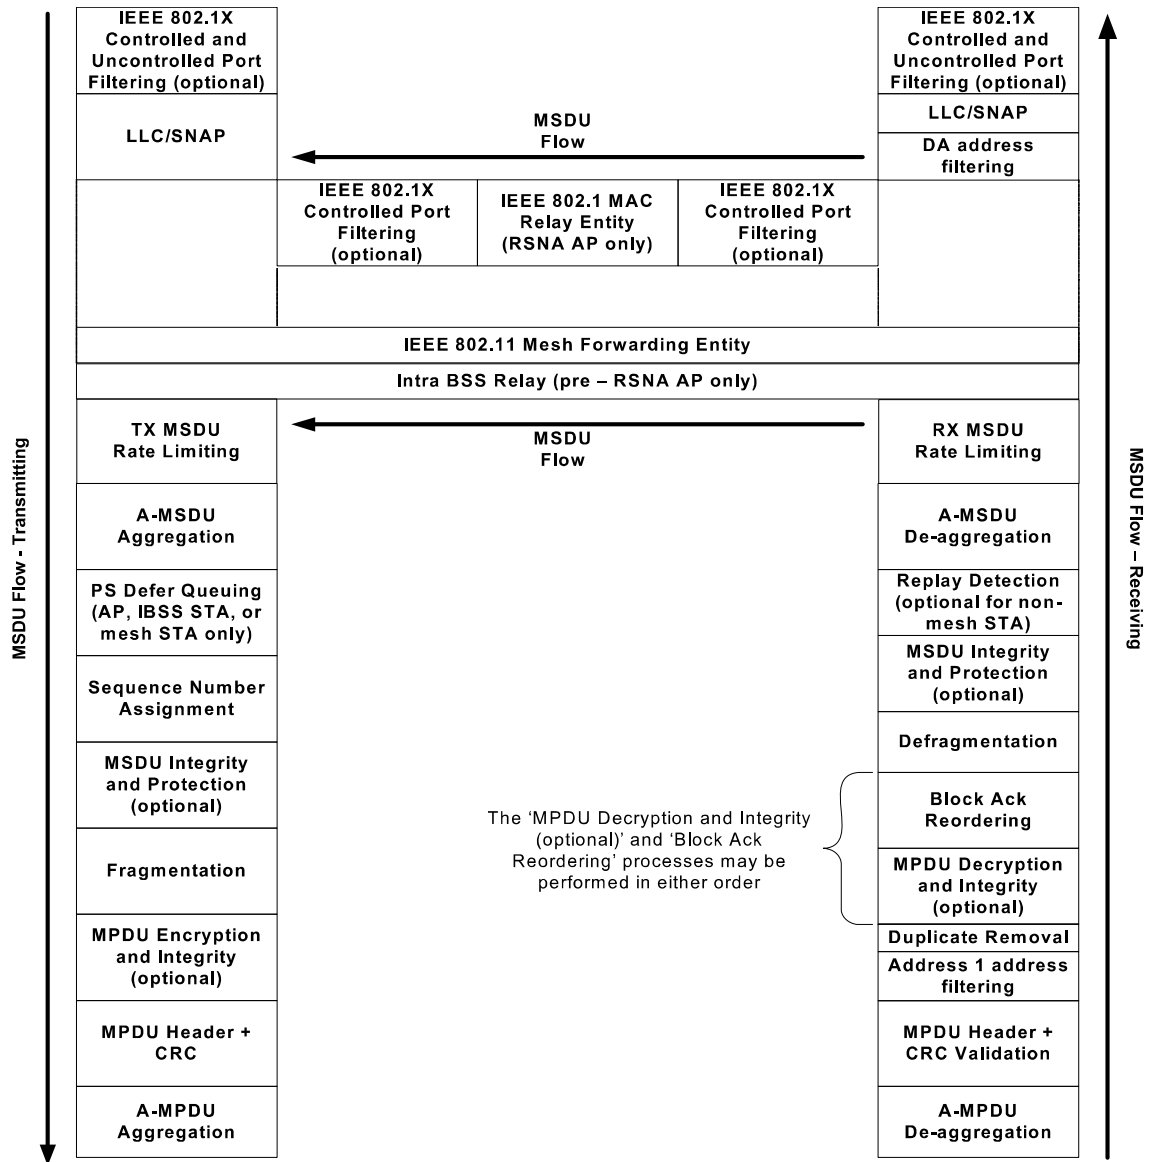 IEEE 802.1X
Controlled and
Uncontrolled Port
Filtering (optional)
LLC/SNAP
IEEE 802.1X
Controlled and
Uncontrolled Port
Filtering (optional)
LLC/SNAP
DA address
filtering
MSDU
Flow
IEEE 802.1X
Controlled Port
Filtering
(optional)
IEEE 802.1 MAC
Relay Entity
(RSNA AP only)
IEEE 802.1X
Controlled Port
Filtering
(optional)
IEEE 802.11 Mesh Forwarding Entity
Intra BSS Relay (pre – RSNA AP only)
MSDU Flow - Transmitting
TX MSDU
Rate Limiting
A-MSDU
Aggregation
PS Defer Queuing
(AP, IBSS STA, or
mesh STA only)
Sequence Number
Assignment
MSDU Integrity
and Protection
(optional)
Fragmentation
MPDU Encryption
and Integrity
(optional)
MPDU Header +
CRC
A-MPDU
Aggregation
MSDU
Flow
The ‘MPDU Decryption and Integrity
(optional)’ and ‘Block Ack
Reordering’ processes may be
performed in either order
RX MSDU
Rate Limiting
A-MSDU
De-aggregation
Replay Detection
(optional for non-
mesh STA)
MSDU Integrity
and Protection
(optional)
Defragmentation
Block Ack
Reordering
MPDU Decryption
and Integrity
(optional)
Duplicate Removal
Address 1 address
filtering
MPDU Header +
CRC Validation
A-MPDU
De-aggregation
MSDU Flow – Receiving